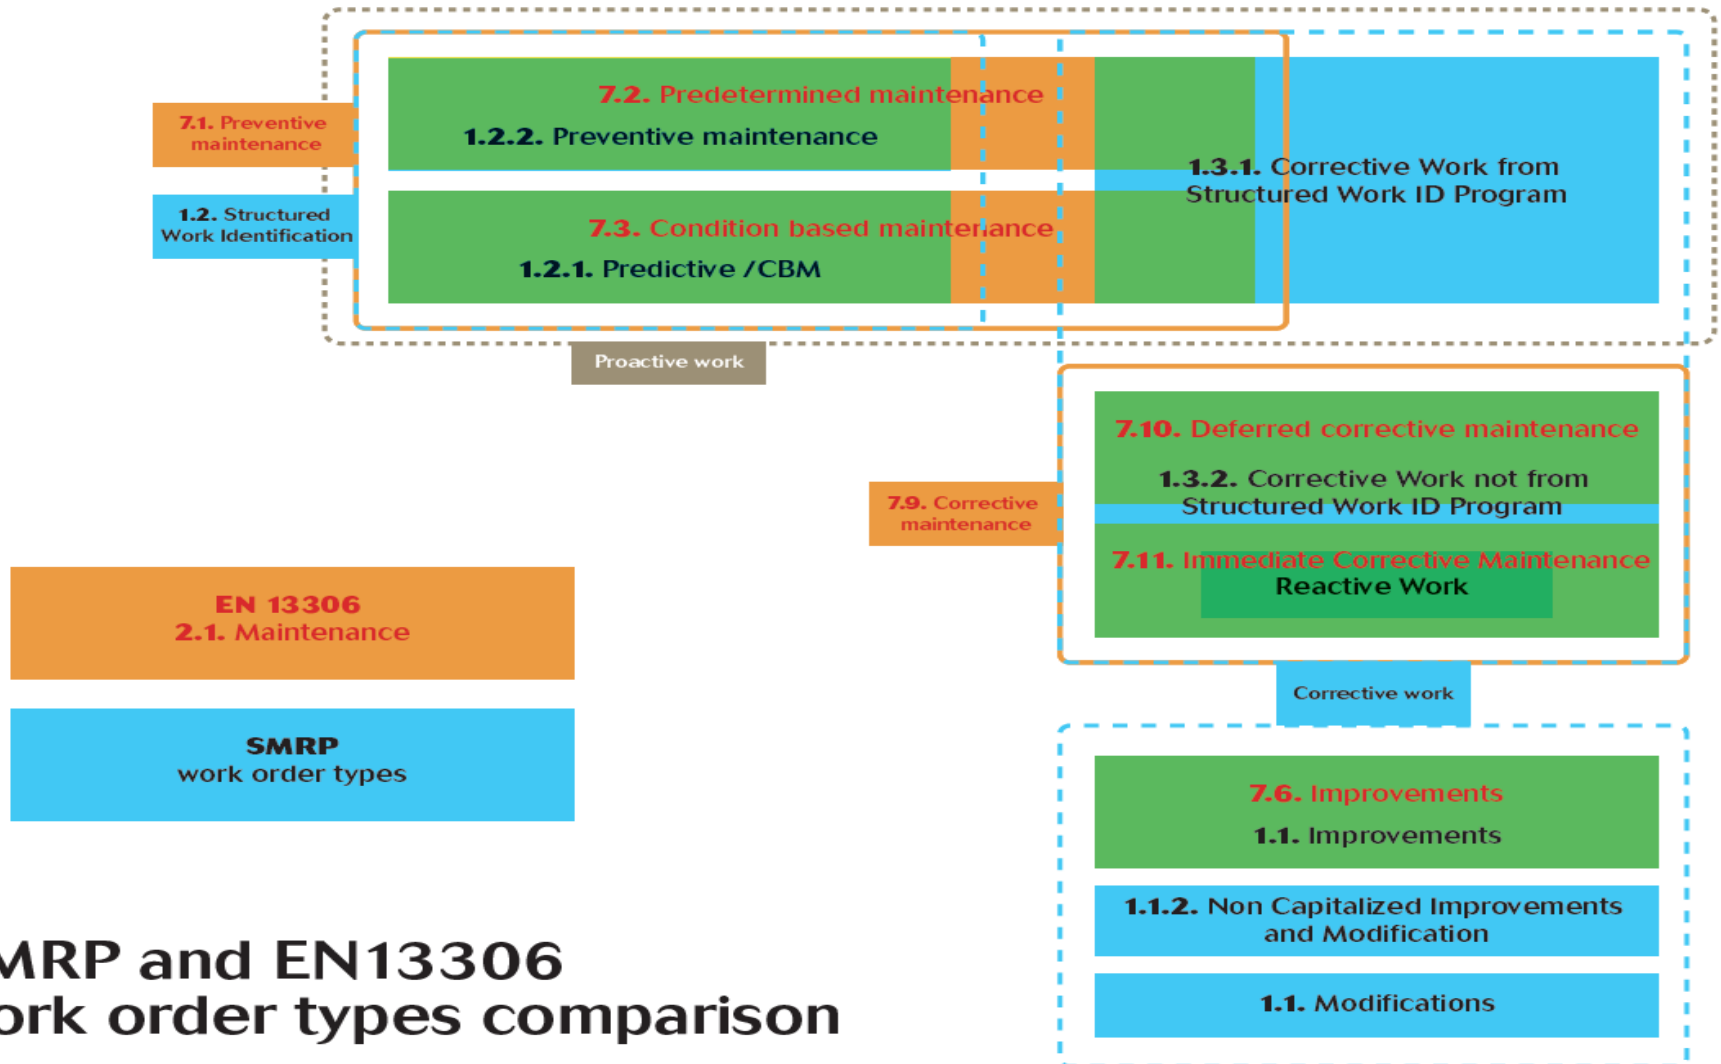 7.2. Predetermined maintenance
7.1. Preventive
maintenance
1.2.2. Preventive maintenance
1.3.1. Corrective Work from
Structured Work ID Program
1.2. Structured
Work Identification
7.3. Condition based maintenance
1.2.1. Predictive /CBM
Proactive work
7.10. Deferred corrective maintenance
1.3.2. Corrective Work not from
Structured Work ID Program
7.9. Corrective
maintenance
7.11. Immediate Corrective Maintenance
Reactive Work
EN 13306
2.1. Maintenance
Corrective work
SMRP
work order types
7.6. Improvements
1.1. Improvements
1.1.2. Non Capitalized Improvements
and Modification
1.1. Modifications
MRP and EN13306
ork order types comparison